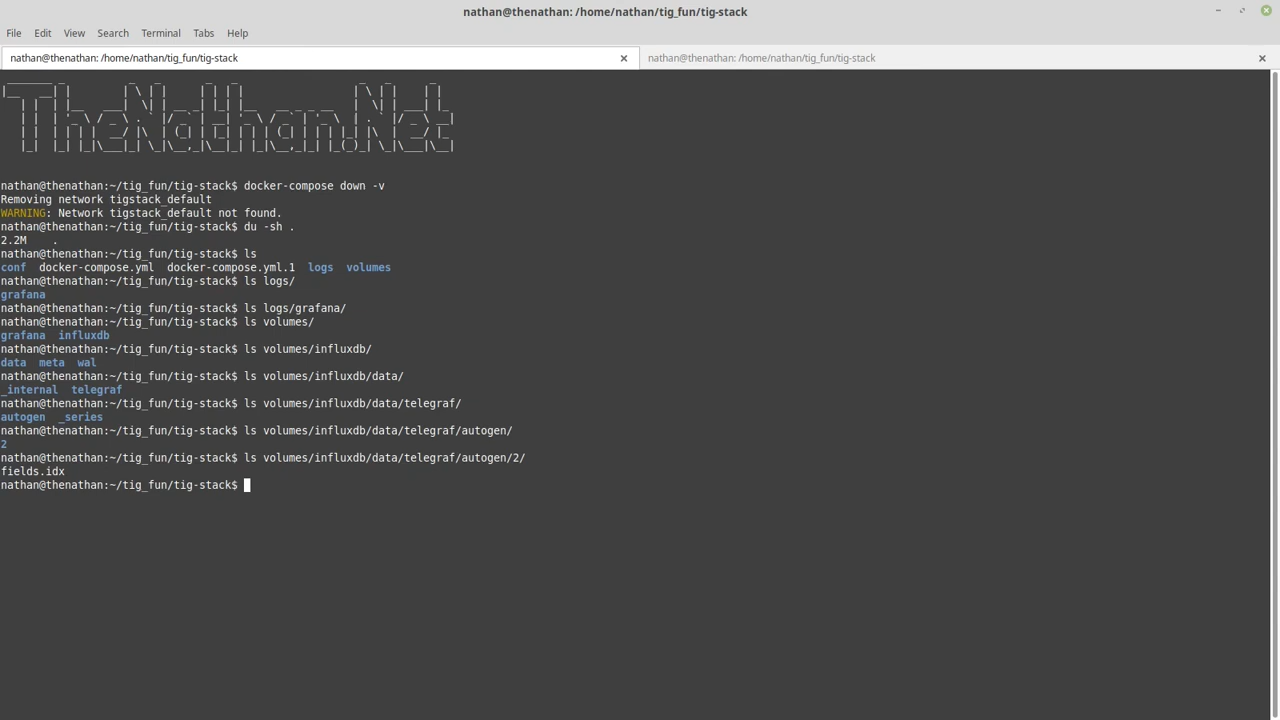 nathan@thenathan: /home/nathan/tig_fun/tig-stack
File Edit View Search Terminal Tabs Help
nathan@thenathan: /home/nathan/tig_fun/tig-stack
nathan@thenathan: /home/nathan/tig_fun/tig-stack
TheNathan.Net
nathan@thenathan:~/tig_fun/tig-stack$ docker-compose down -v
Removing network tigstack_default
WARNING: Network tigstack_default not found.
nathan@thenathan:~/tig_fun/tig-stack$ du -sh .
2.2M    .
nathan@thenathan:~/tig_fun/tig-stack$ ls
conf  docker-compose.yml  docker-compose.yml.1  logs  volumes
nathan@thenathan:~/tig_fun/tig-stack$ ls logs/
grafana
nathan@thenathan:~/tig_fun/tig-stack$ ls logs/grafana/
nathan@thenathan:~/tig_fun/tig-stack$ ls volumes/
grafana  influxdb
nathan@thenathan:~/tig_fun/tig-stack$ ls volumes/influxdb/
data  meta  wal
nathan@thenathan:~/tig_fun/tig-stack$ ls volumes/influxdb/data/
_internal  telegraf
nathan@thenathan:~/tig_fun/tig-stack$ ls volumes/influxdb/data/telegraf/
autogen  _series
nathan@thenathan:~/tig_fun/tig-stack$ ls volumes/influxdb/data/telegraf/autogen/
2
nathan@thenathan:~/tig_fun/tig-stack$ ls volumes/influxdb/data/telegraf/autogen/2/
fields.idx
nathan@thenathan:~/tig_fun/tig-stack$